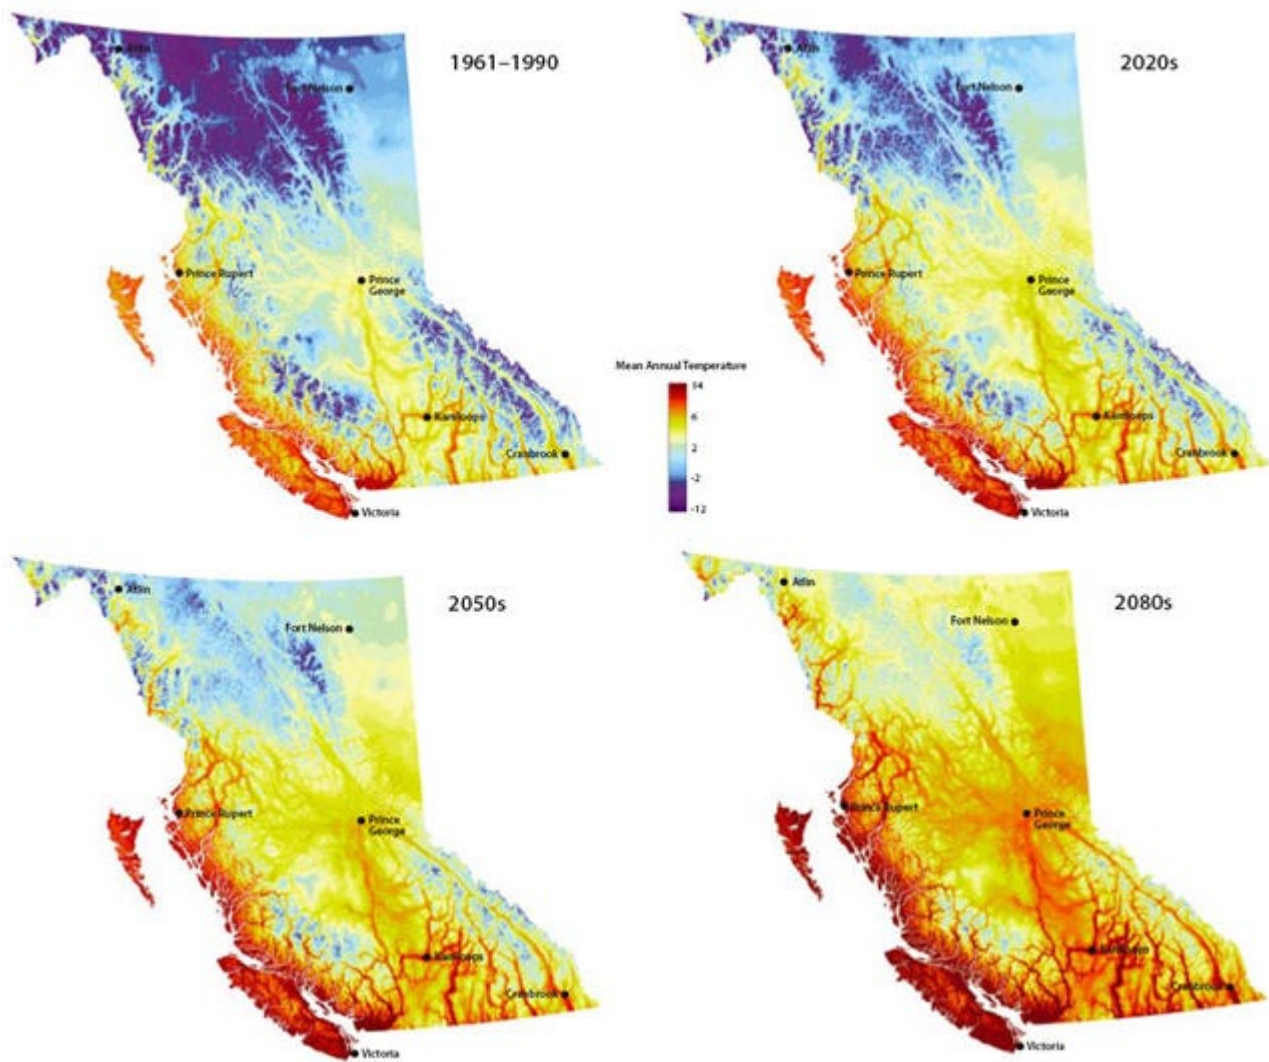 1961–1990
Atlin
Fort Nelson
Prince Rupert
Prince
George
Kamloops
Cranbrook
Victoria
2020s
Atlin
Fort Nelson
Prince Rupert
Prince
George
Kamloops
Cranbrook
Victoria
Mean Annual Temperature
14
6
2
-2
-12
2050s
Atlin
Fort Nelson
Prince Rupert
Prince
George
Kamloops
Cranbrook
Victoria
2080s
Atlin
Fort Nelson
Prince Rupert
Prince
George
Kamloops
Cranbrook
Victoria